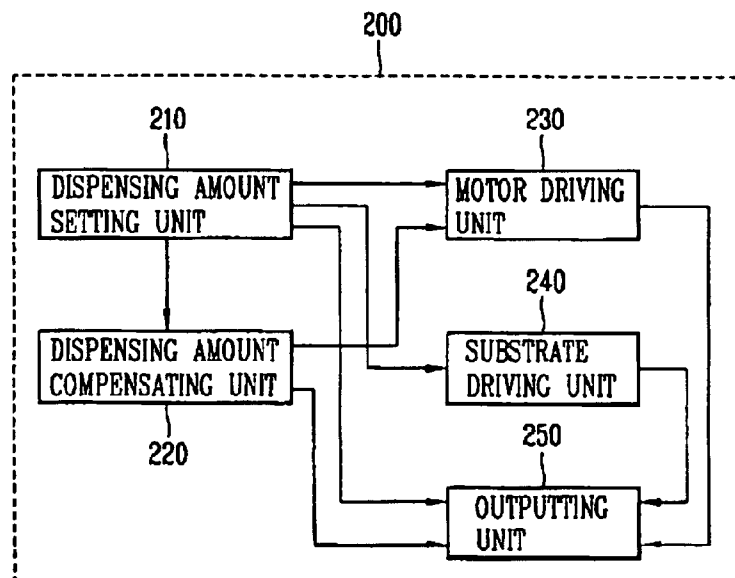 200
210
DISPENSING AMOUNT
SETTING UNIT
230
MOTOR DRIVING
UNIT
DISPENSING AMOUNT
COMPENSATING UNIT
220
240
SUBSTRATE
DRIVING UNIT
250
OUTPUTTING
UNIT